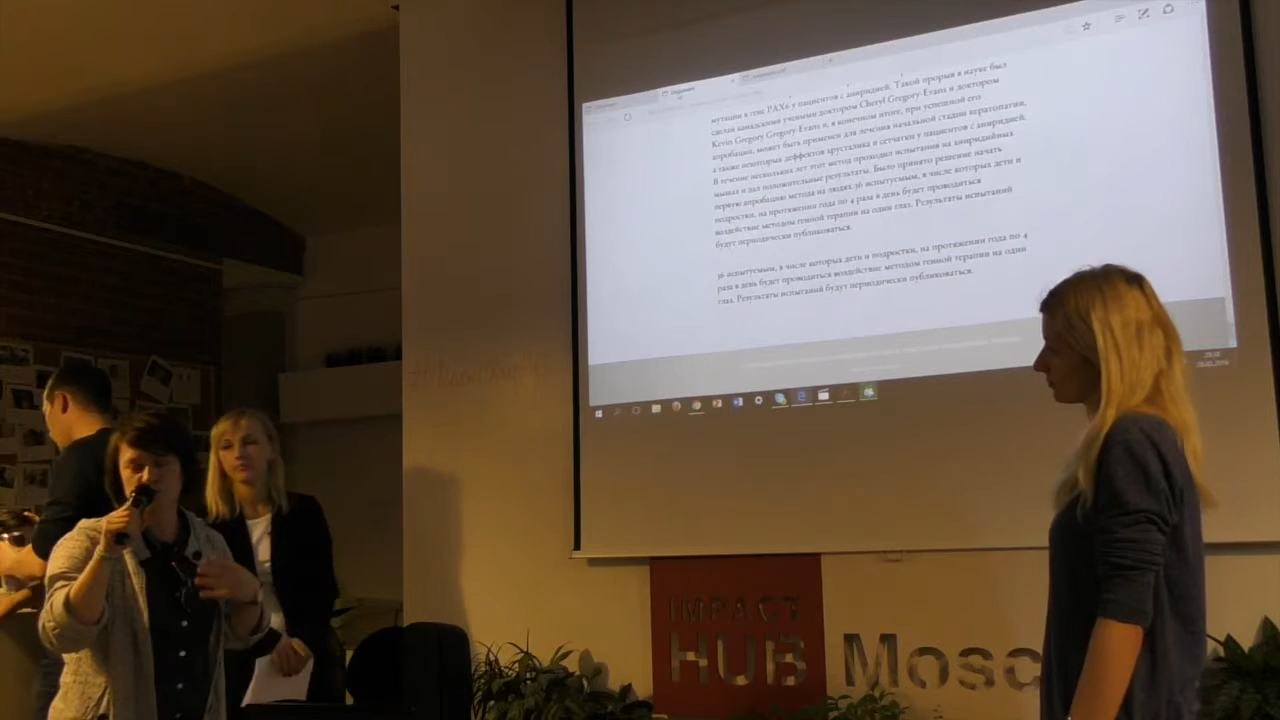 мутации в гене PAX6 у пациентов с аниридией. Такой прорыв в науке был
сделан канадскими учеными доктором Cheryl Gregory-Evans и доктором
Kevin Gregory Gregory-Evans и, в конечном итоге, при успешной его
апробации, может быть применен для лечения начальной стадии кератопатии,
а также некоторых деффектов хрусталика и сетчатки у пациентов с аниридией.
В течение нескольких лет этот метод проходил испытания на аниридийных
мышах и дал положительные результаты. Было принято решение начать
первую апробацию метода на людях.36 испытуемым, в числе которых дети и
подростки, на протяжении года по 4 раза в день будет проводиться
воздействие методом генной терапии на один глаз. Результаты испытаний
будут периодически публиковаться.
36 испытуемым, в числе которых дети и подростки, на протяжении года по 4
раза в день будет проводиться воздействие методом генной терапии на один
глаз. Результаты испытаний будут периодически публиковаться.
IMPACT
HUB Mosc